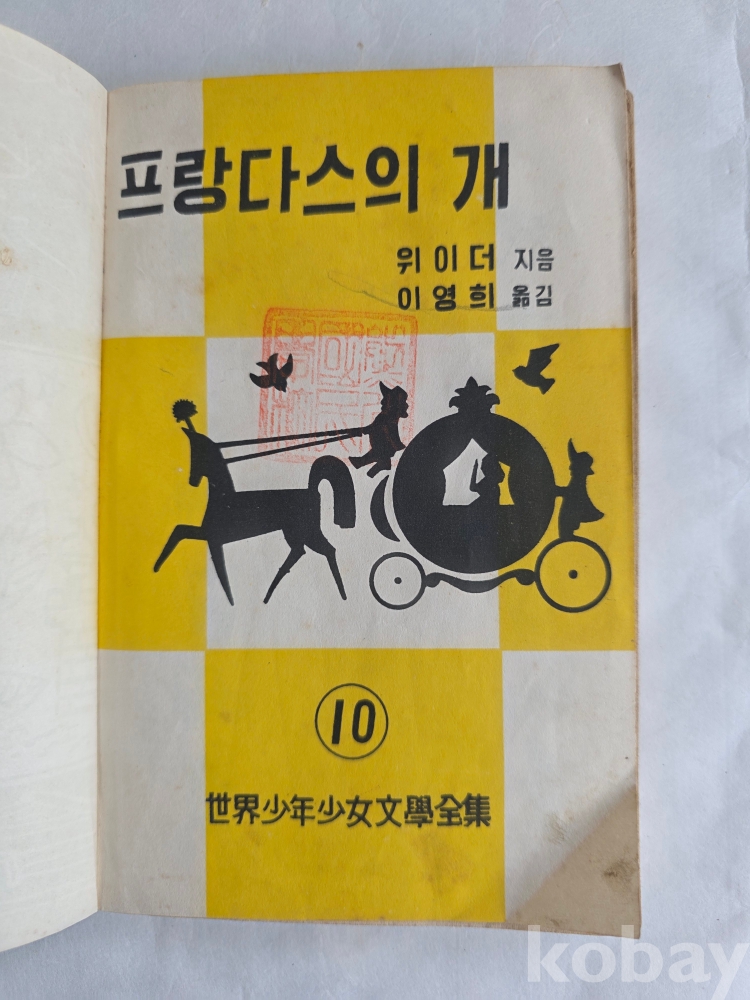 프랑다스의 개
위이더 지음
이영희 옮김
10
世界少年少女文學全集
kobay